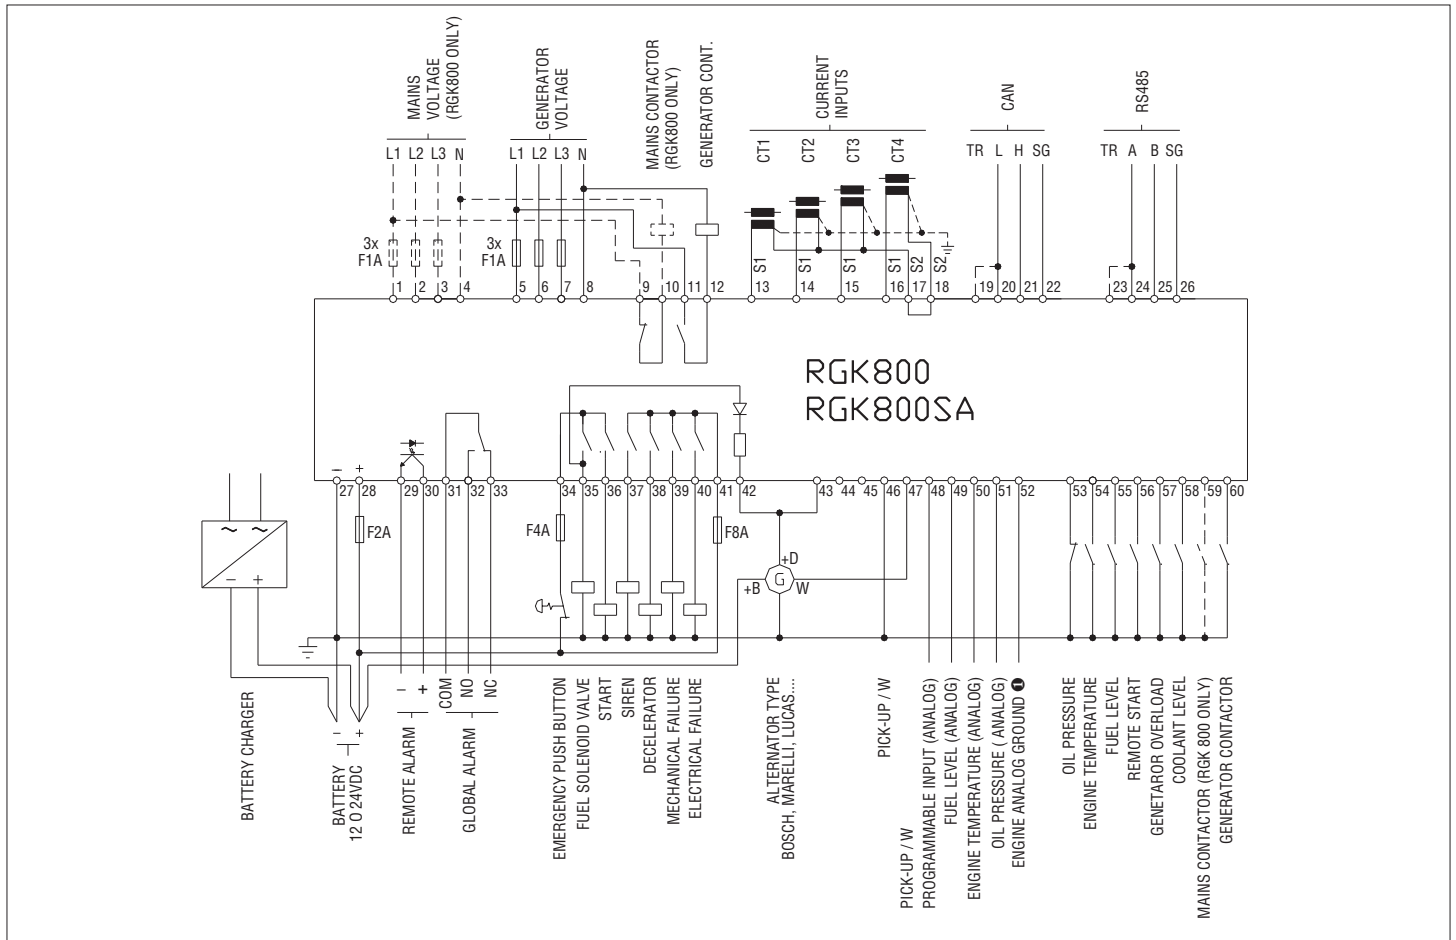 MAINS
VOLTAGE
(RGK800 ONLY)
GENERATOR
VOLTAGE
MAINS CONTACTOR
(RGK800 ONLY)
GENERATOR CONT.
CURRENT
INPUTS
CAN
RS485
L1 L2 L3 N
L1 L2 L3 N
CT1 CT2 CT3 CT4
TR L H SG
TR A B SG
3x
F1A
3x
F1A
S1 S1 S1 S1 S2 S2
1 2 3 4 5 6 7 8 9 10 11 12 13 14 15 16 17 18 19 20 21 22 23 24 25 26
RGK800
RGK800SA
– +
27 28 29 30 31 32 33 34 35 36 37 38 39 40 41 42 43 44 45 46 47 48 49 50 51 52 53 54 55 56 57 58 59 60
~ ~
– +
F2A
F4A
F8A
+D
+B G W
BATTERY CHARGER
– +
BATTERY
12 O 24VDC
– +
REMOTE ALARM
COM NO NC
GLOBAL ALARM
EMERGENCY PUSH BUTTON
FUEL SOLENOID VALVE
START
SIREN
DECELERATOR
MECHANICAL FAILURE
ELECTRICAL FAILURE
ALTERNATOR TYPE
BOSCH, MARELLI, LUCAS....
PICK-UP / W
PICK-UP / W
PROGRAMMABLE INPUT (ANALOG)
FUEL LEVEL (ANALOG)
ENGINE TEMPERATURE (ANALOG)
OIL PRESSURE ( ANALOG)
ENGINE ANALOG GROUND ❶
OIL PRESSURE
ENGINE TEMPERATURE
FUEL LEVEL
REMOTE START
GENETAROR OVERLOAD
COOLANT LEVEL
MAINS CONTACTOR (RGK 800 ONLY)
GENERATOR CONTACTOR